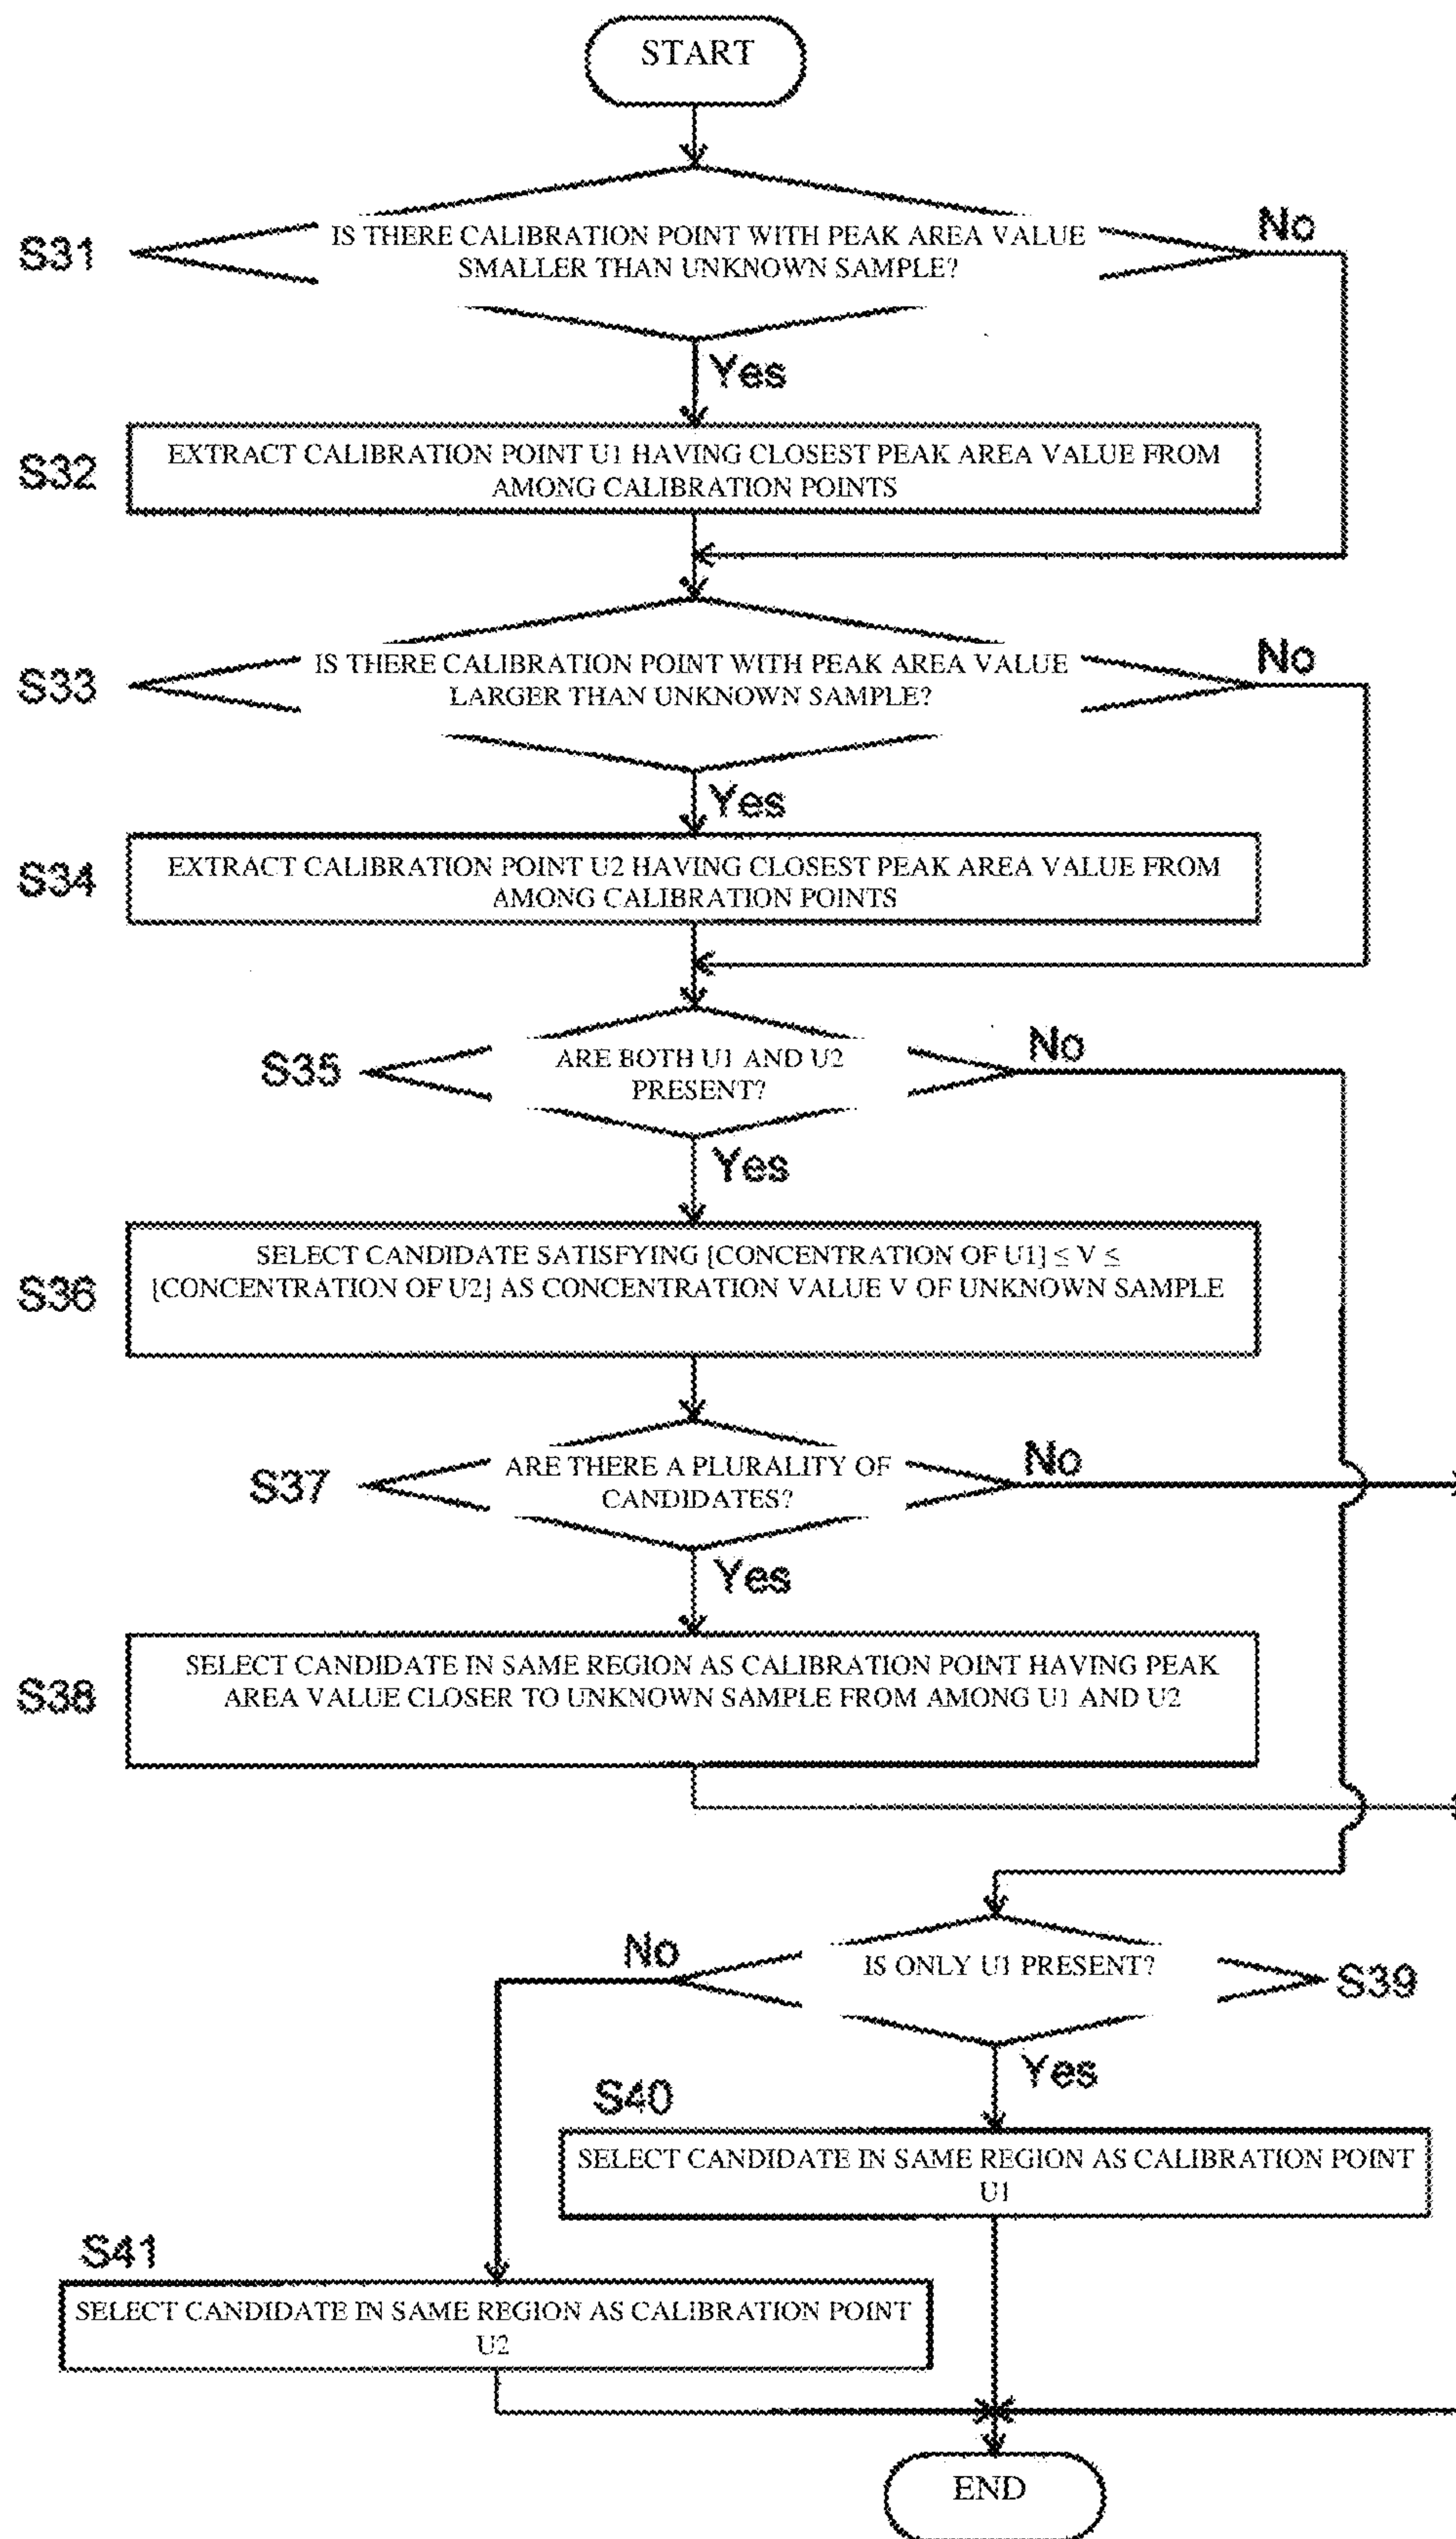 START
S31
IS THERE CALIBRATION POINT WITH PEAK AREA VALUE
SMALLER THAN UNKNOWN SAMPLE?
No
Yes
S32
EXTRACT CALIBRATION POINT U1 HAVING CLOSEST PEAK AREA VALUE FROM
AMONG CALIBRATION POINTS
S33
IS THERE CALIBRATION POINT WITH PEAK AREA VALUE
LARGER THAN UNKNOWN SAMPLE?
No
Yes
S34
EXTRACT CALIBRATION POINT U2 HAVING CLOSEST PEAK AREA VALUE FROM
AMONG CALIBRATION POINTS
S35
ARE BOTH U1 AND U2
PRESENT?
No
Yes
S36
SELECT CANDIDATE SATISFYING [CONCENTRATION OF U1] ≤ V ≤
[CONCENTRATION OF U2] AS CONCENTRATION VALUE V OF UNKNOWN SAMPLE
S37
ARE THERE A PLURALITY OF
CANDIDATES?
No
Yes
S38
SELECT CANDIDATE IN SAME REGION AS CALIBRATION POINT HAVING PEAK
AREA VALUE CLOSER TO UNKNOWN SAMPLE FROM AMONG U1 AND U2
No
IS ONLY U1 PRESENT?
S39
Yes
S40
SELECT CANDIDATE IN SAME REGION AS CALIBRATION POINT
U1
S41
SELECT CANDIDATE IN SAME REGION AS CALIBRATION POINT
U2
END